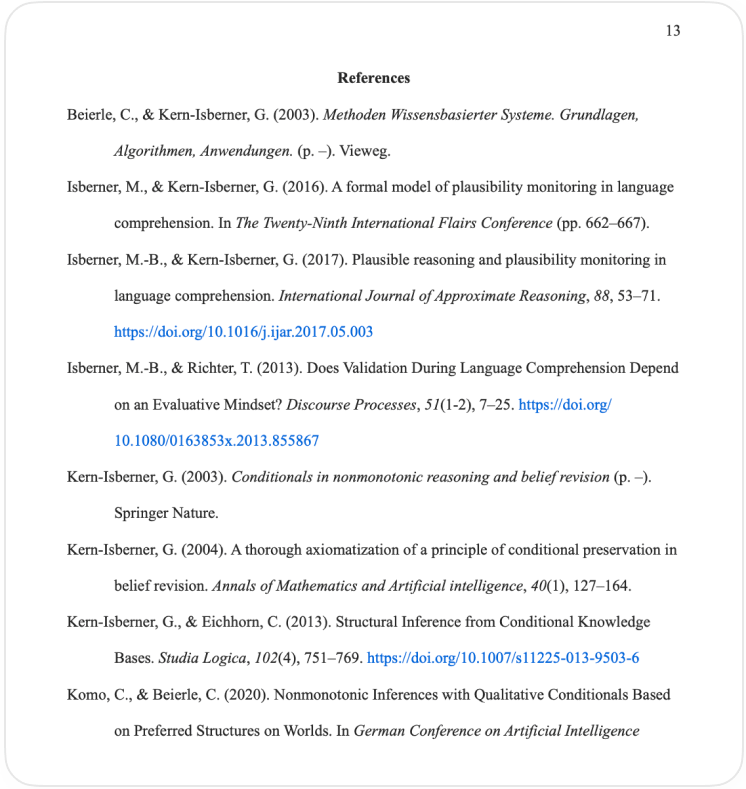 13
References
Beierle, C., & Kern-Isberner, G. (2003). Methoden Wissensbasierter Systeme. Grundlagen,
Algorithmen, Anwendungen. (p. –). Vieweg.
Isberner, M., & Kern-Isberner, G. (2016). A formal model of plausibility monitoring in language
comprehension. In The Twenty-Ninth International Flairs Conference (pp. 662–667).
Isberner, M.-B., & Kern-Isberner, G. (2017). Plausible reasoning and plausibility monitoring in
language comprehension. International Journal of Approximate Reasoning, 88, 53–71.
https://doi.org/10.1016/j.ijar.2017.05.003
Isberner, M.-B., & Richter, T. (2013). Does Validation During Language Comprehension Depend
on an Evaluative Mindset? Discourse Processes, 51(1-2), 7–25. https://doi.org/
10.1080/0163853x.2013.855867
Kern-Isberner, G. (2003). Conditionals in nonmonotonic reasoning and belief revision (p. –).
Springer Nature.
Kern-Isberner, G. (2004). A thorough axiomatization of a principle of conditional preservation in
belief revision. Annals of Mathematics and Artificial intelligence, 40(1), 127–164.
Kern-Isberner, G., & Eichhorn, C. (2013). Structural Inference from Conditional Knowledge
Bases. Studia Logica, 102(4), 751–769. https://doi.org/10.1007/s11225-013-9503-6
Komo, C., & Beierle, C. (2020). Nonmonotonic Inferences with Qualitative Conditionals Based
on Preferred Structures on Worlds. In German Conference on Artificial Intelligence